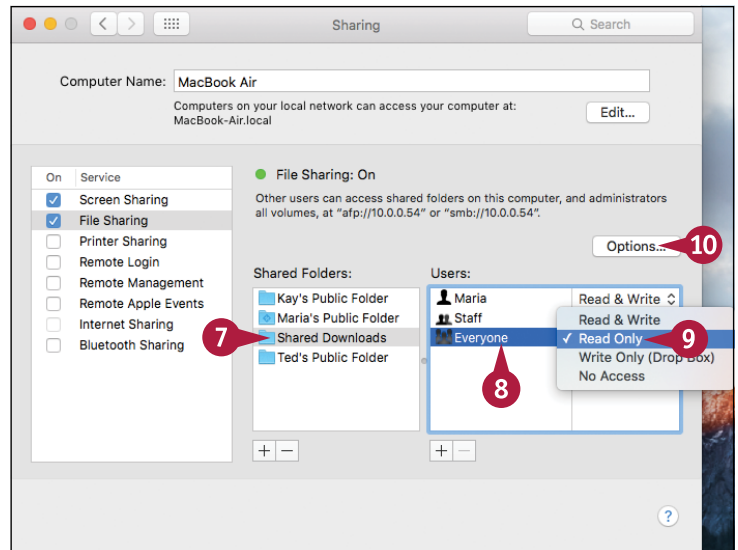 Sharing
Search
Computer Name: MacBook Air
Computers on your local network can access your computer at:
MacBook-Air.local
Edit...
On Service
Screen Sharing
File Sharing
Printer Sharing
Remote Login
Remote Management
Remote Apple Events
Internet Sharing
Bluetooth Sharing
File Sharing: On
Other users can access shared folders on this computer, and administrators
all volumes, at “afp://10.0.0.54” or “smb://10.0.0.54”.
Options... 10
Shared Folders:
Kay's Public Folder
Maria's Public Folder
7 Shared Downloads
Ted's Public Folder
+ −
Users:
Maria Read & Write
Staff
Everyone
8
Read & Write
✓ Read Only 9
Write Only (Drop Box)
No Access
+ −
?